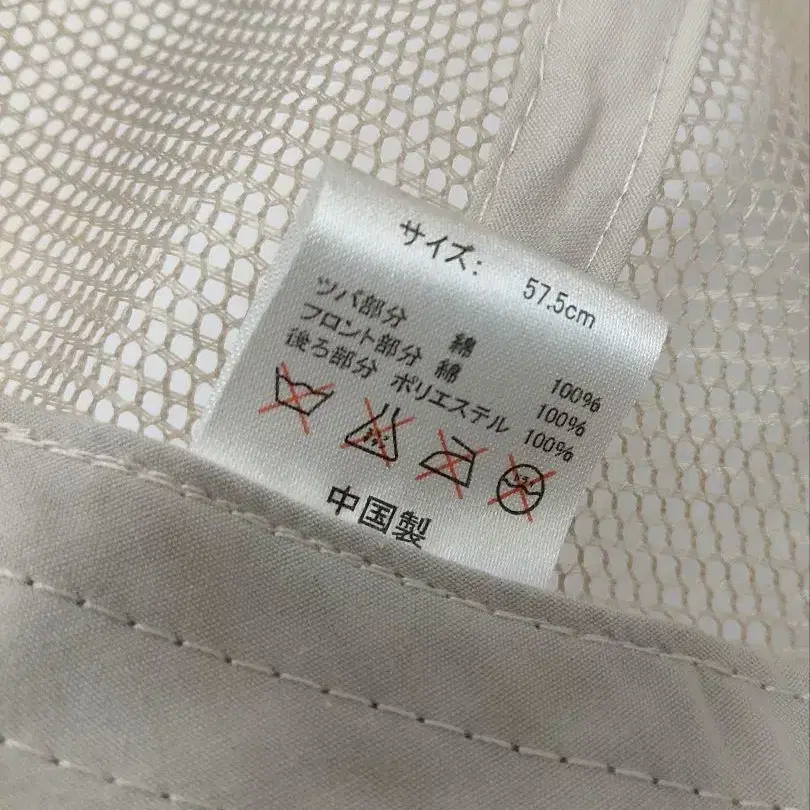 サイズ: 57.5cm
ツバ部分 綿 100%
フロント部分 綿 100%
後ろ部分 ポリエステル 100%
中国製